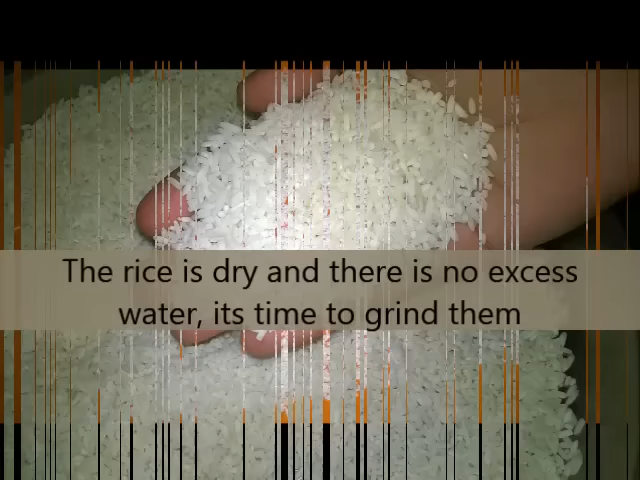 The rice is dry and there is no excess
water, its time to grind them